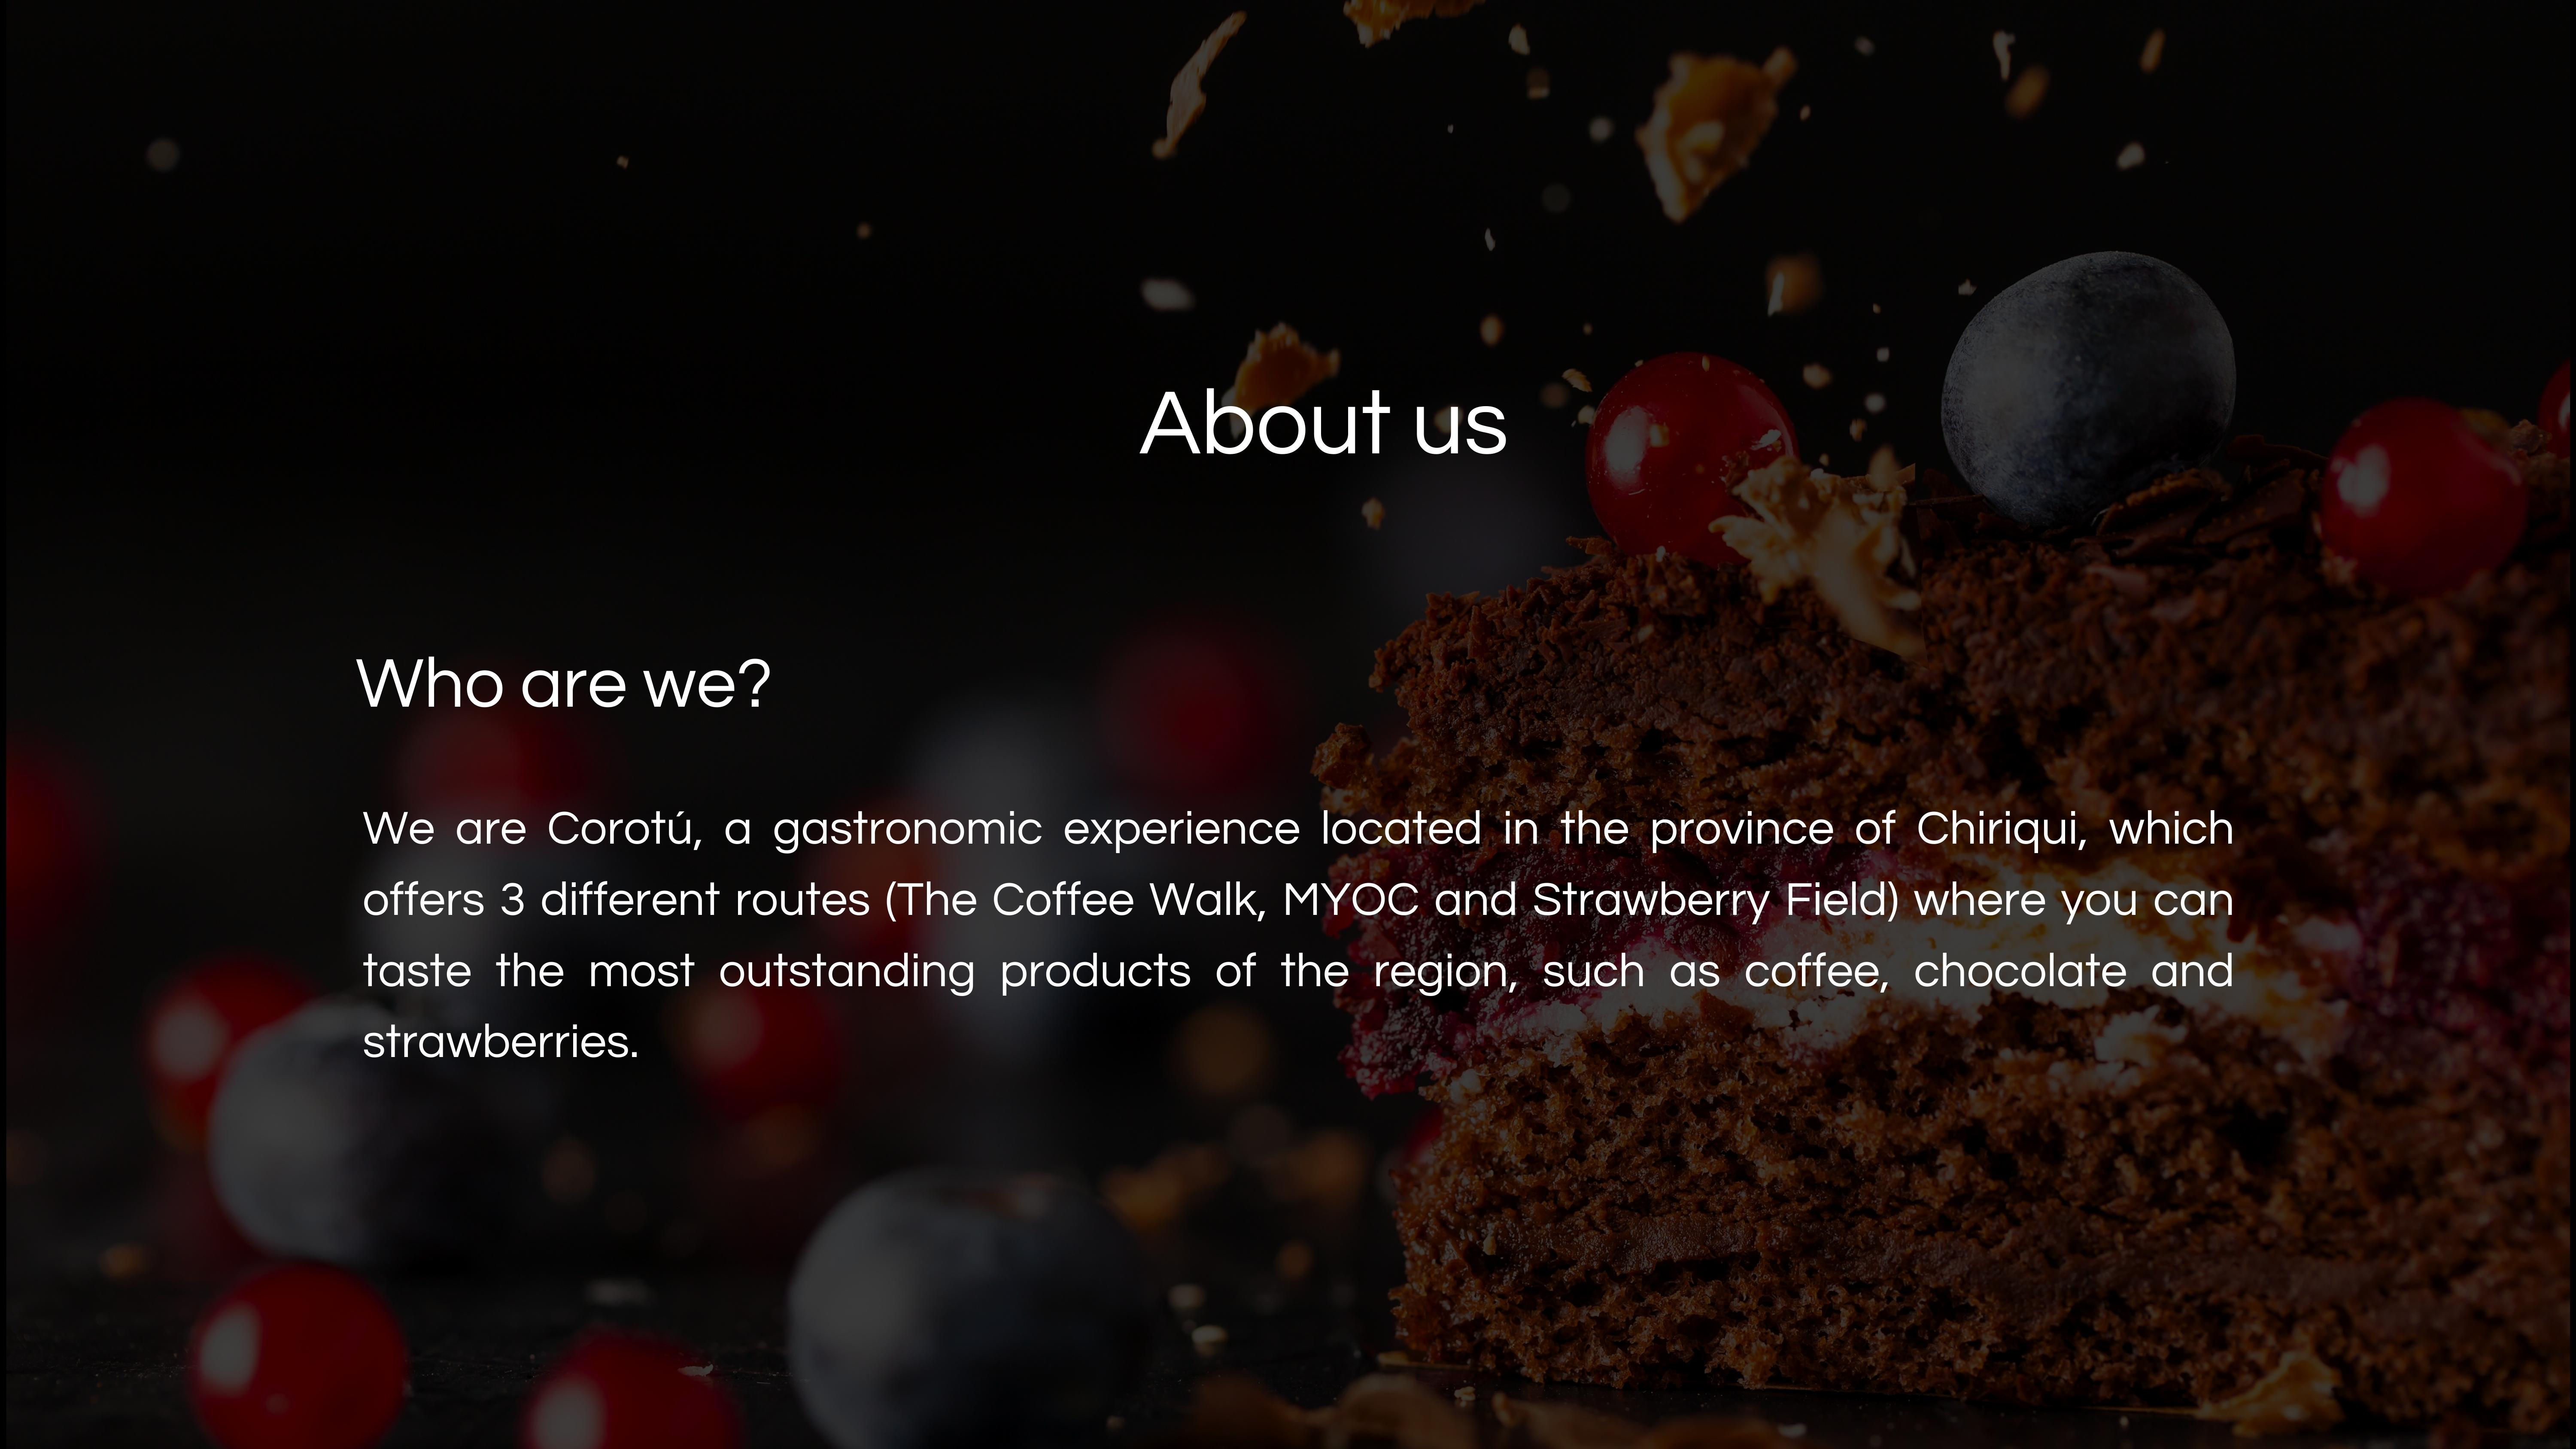 About us
Who are we?
We are Corotú, a gastronomic experience located in the province of Chiriqui, which
offers 3 different routes (The Coffee Walk, MYOC and Strawberry Field) where you can
taste the most outstanding products of the region, such as coffee, chocolate and
strawberries.